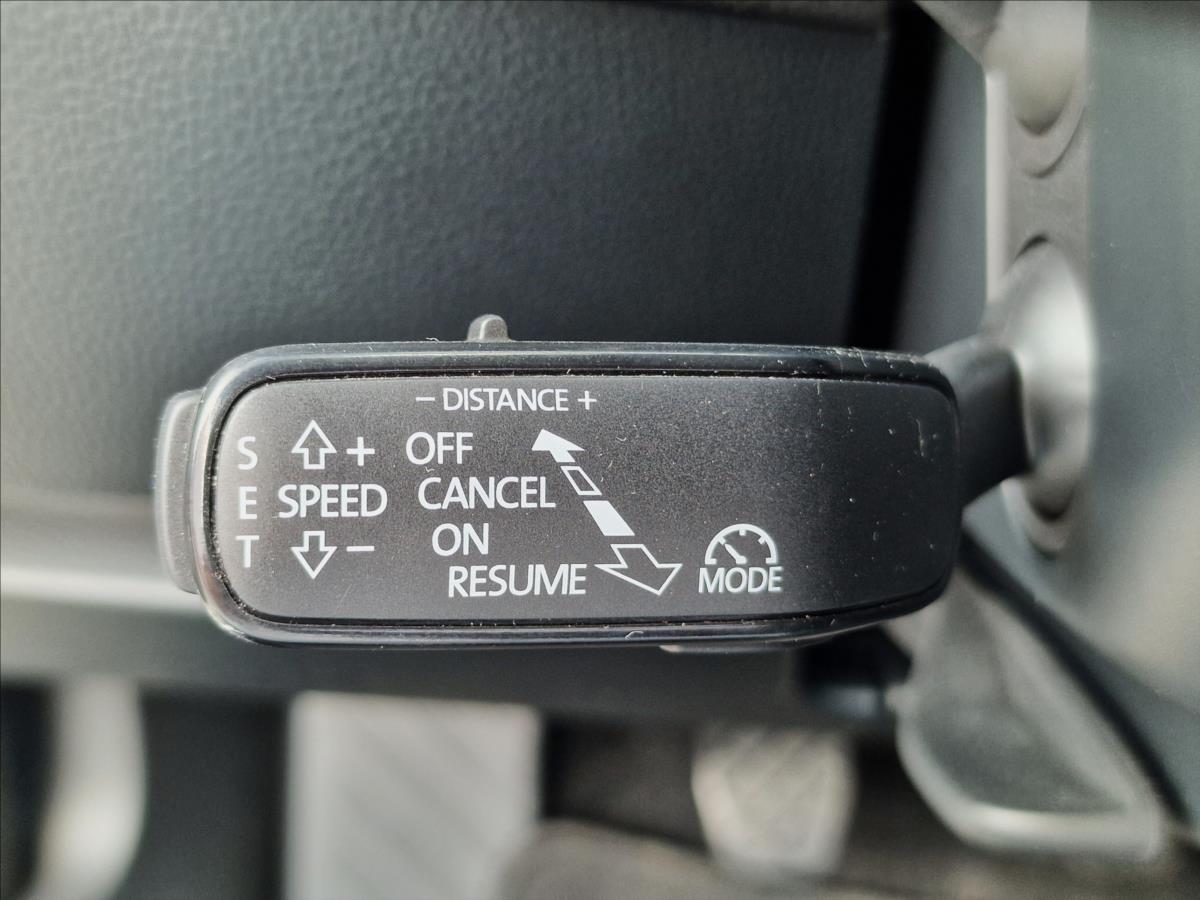 – DISTANCE +
S + OFF
E SPEED CANCEL
T – ON
RESUME MODE